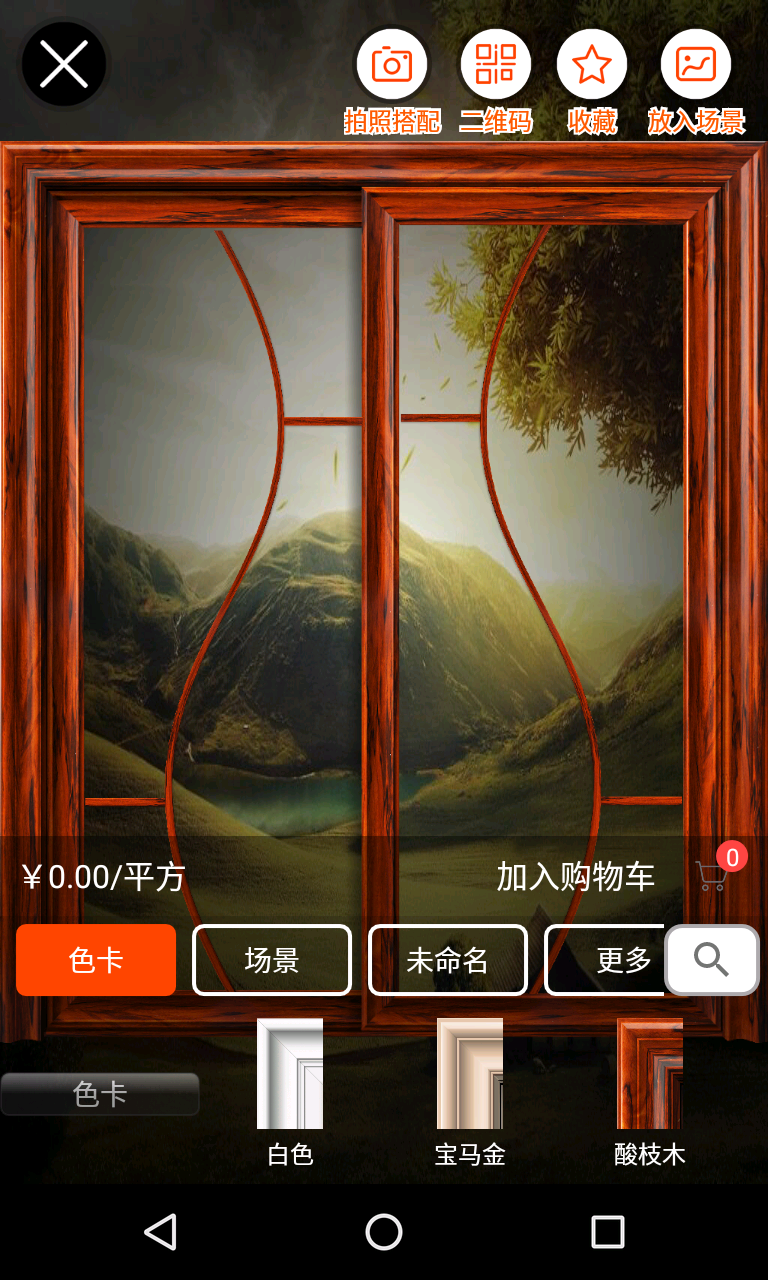 拍照搭配 二维码 收藏 放入场景
￥0.00/平方 加入购物车 0
色卡 场景 未命名 更多
色卡
白色 宝马金 酸枝木